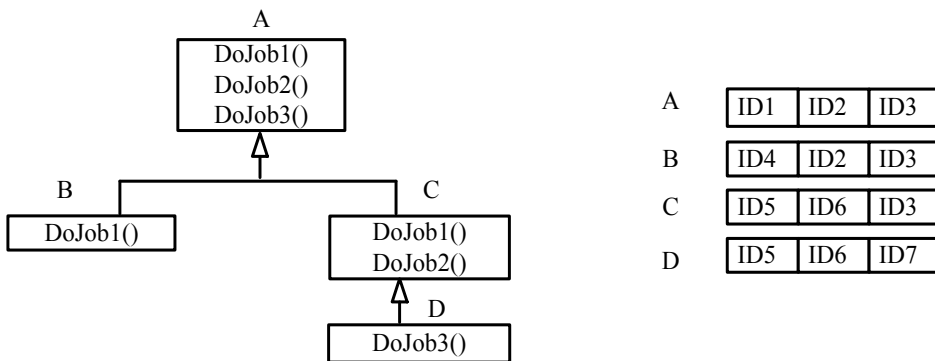 A
DoJob1()
DoJob2()
DoJob3()
B
DoJob1()
C
DoJob1()
DoJob2()
D
DoJob3()
A ID1 ID2 ID3
B ID4 ID2 ID3
C ID5 ID6 ID3
D ID5 ID6 ID7